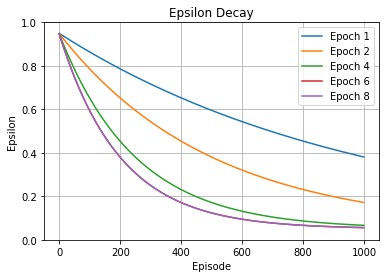 Epsilon Decay
1.0
0.8
0.6
0.4
0.2
0.0
Epsilon
Epoch 1
Epoch 2
Epoch 4
Epoch 6
Epoch 8
0 200 400 600 800 1000
Episode